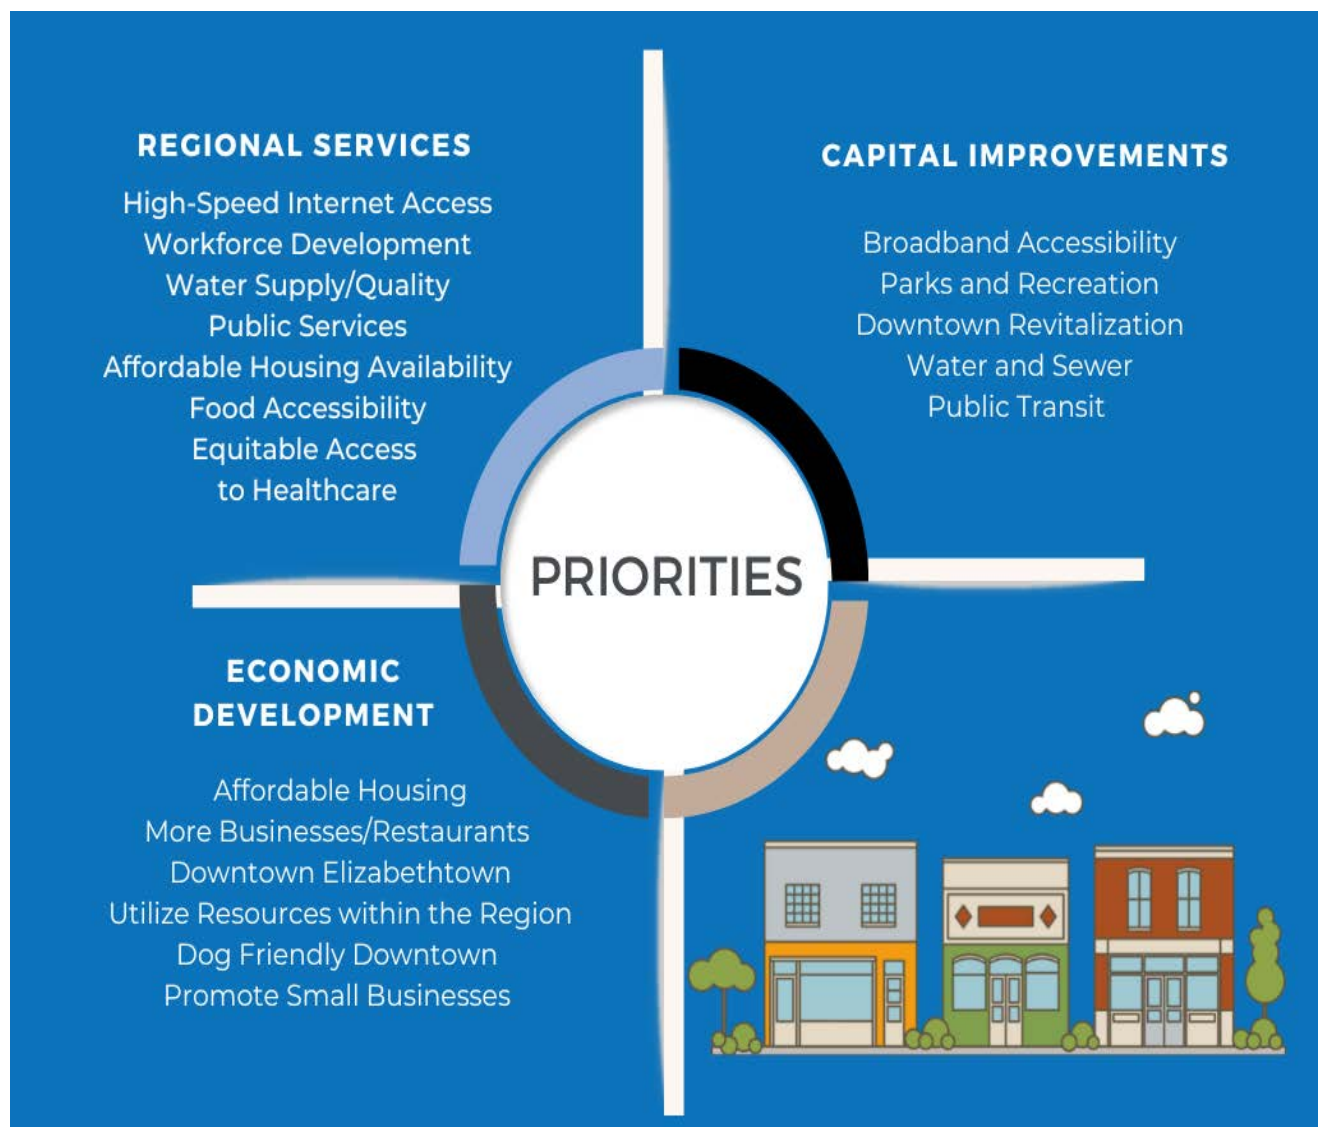 REGIONAL SERVICES
High-Speed Internet Access
Workforce Development
Water Supply/Quality
Public Services
Affordable Housing Availability
Food Accessibility
Equitable Access
to Healthcare
CAPITAL IMPROVEMENTS
Broadband Accessibility
Parks and Recreation
Downtown Revitalization
Water and Sewer
Public Transit
PRIORITIES
ECONOMIC
DEVELOPMENT
Affordable Housing
More Businesses/Restaurants
Downtown Elizabethtown
Utilize Resources within the Region
Dog Friendly Downtown
Promote Small Businesses